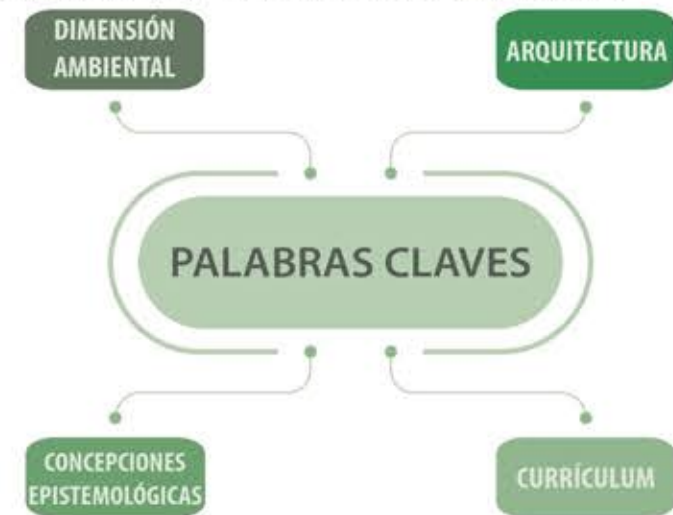 DIMENSIÓN
AMBIENTAL
ARQUITECTURA
PALABRAS CLAVES
CONCEPCIONES
EPISTEMOLÓGICAS
CURRÍCULUM